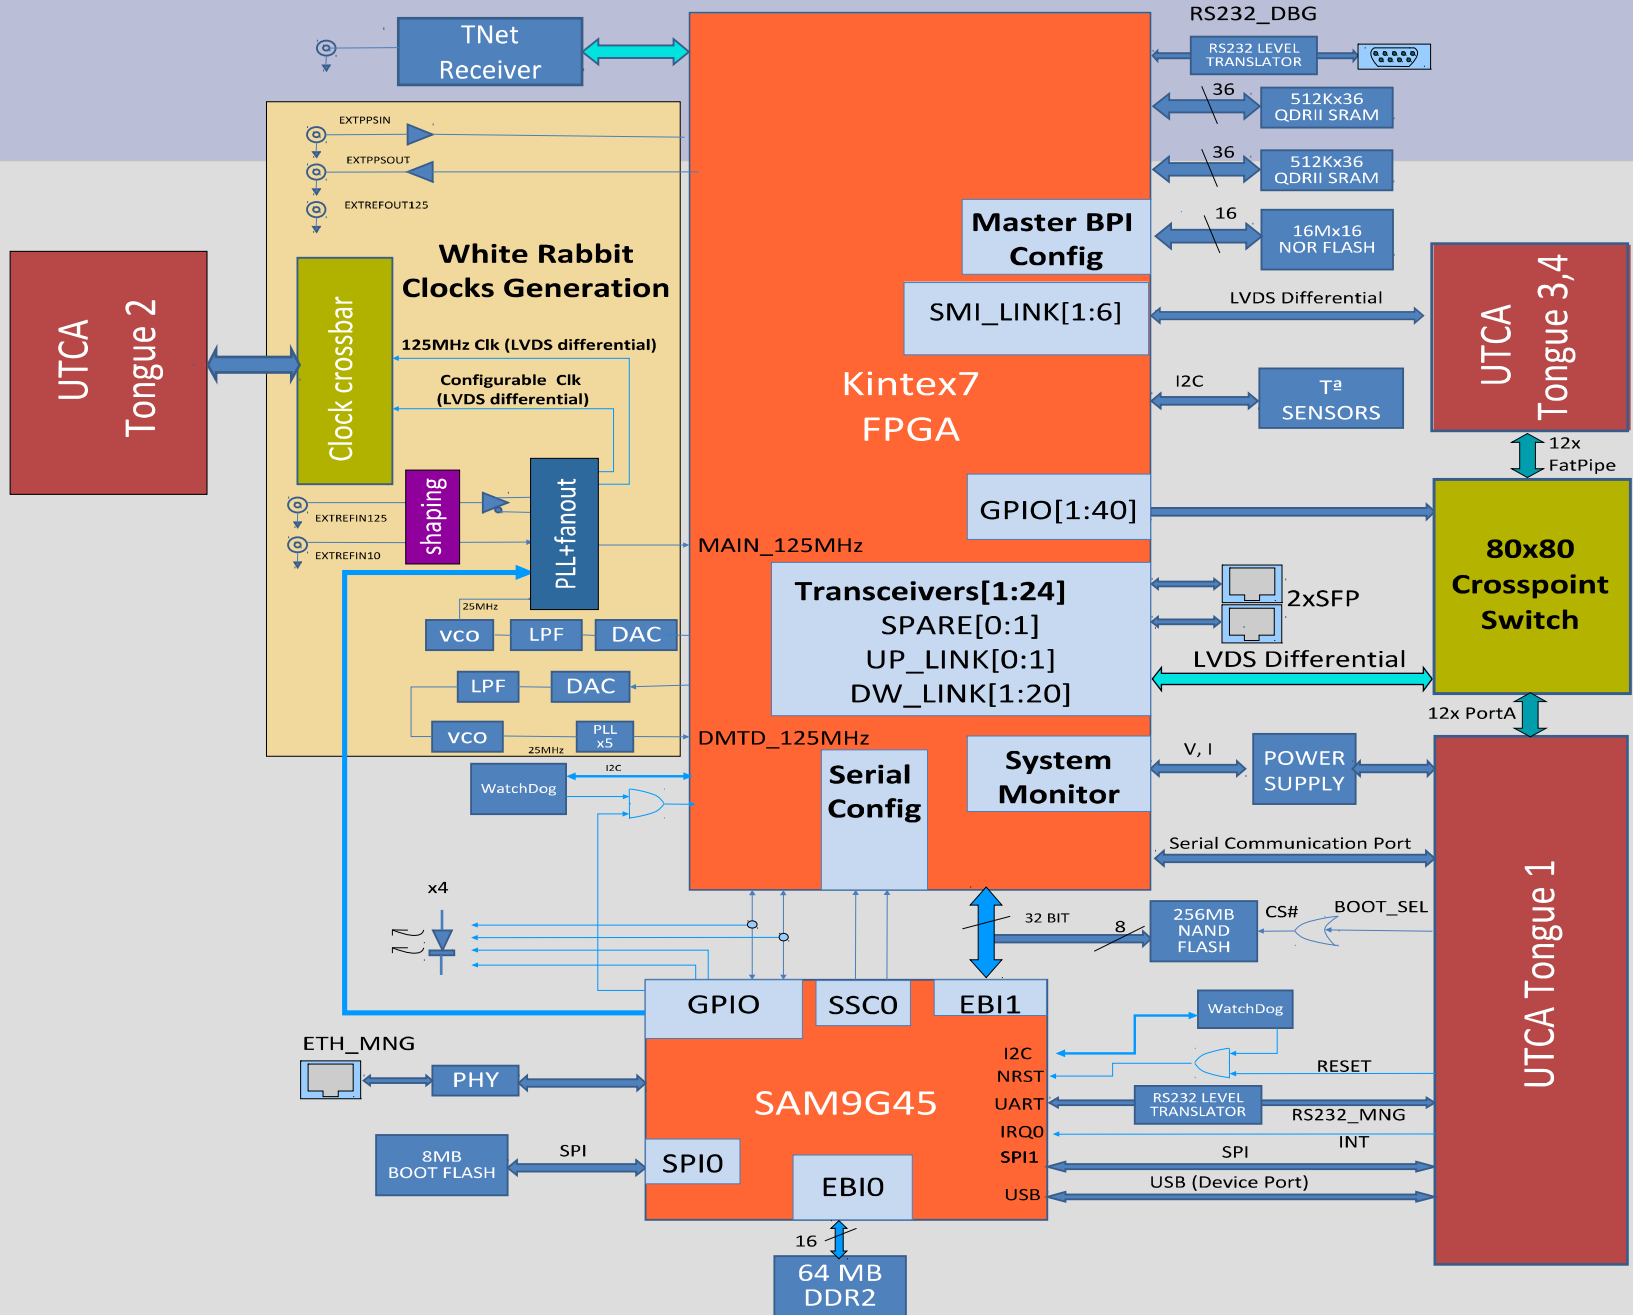 RS232_DBG
TNet
Receiver
RS232 LEVEL
TRANSLATOR
36
512Kx36
QDRII SRAM
EXTPPSIN
EXTPPSOUT
36
512Kx36
QDRII SRAM
EXTREFOUT125
Master BPI
Config
16
16Mx16
NOR FLASH
White Rabbit
Clocks Generation
UTCA
Tongue 2
Clock crossbar
125MHz Clk (LVDS differential)
Configurable Clk
(LVDS differential)
SMI_LINK[1:6]
LVDS Differential
UTCA
Tongue 3,4
Kintex7
FPGA
I2C
Tª
SENSORS
12x
FatPipe
shaping
PLL+fanout
EXTREFIN125
EXTREFIN10
GPIO[1:40]
MAIN_125MHz
80x80
Crosspoint
Switch
Transceivers[1:24]
SPARE[0:1]
UP_LINK[0:1]
DW_LINK[1:20]
2xSFP
LVDS Differential
25MHz
VCO
LPF
DAC
LPF
DAC
VCO
25MHz
PLL
x5
DMTD_125MHz
12x PortA
I2C
WatchDog
Serial
Config
System
Monitor
V, I
POWER
SUPPLY
Serial Communication Port
UTCA Tongue 1
x4
32 BIT
8
256MB
NAND
FLASH
CS#
BOOT_SEL
GPIO
SSC0
EBI1
WatchDog
ETH_MNG
PHY
I2C
NRST
RESET
SAM9G45
UART
RS232 LEVEL
TRANSLATOR
RS232_MNG
IRQ0
INT
8MB
BOOT FLASH
SPI
SPI0
SPI1
SPI
EBI0
USB
USB (Device Port)
16
64 MB
DDR2